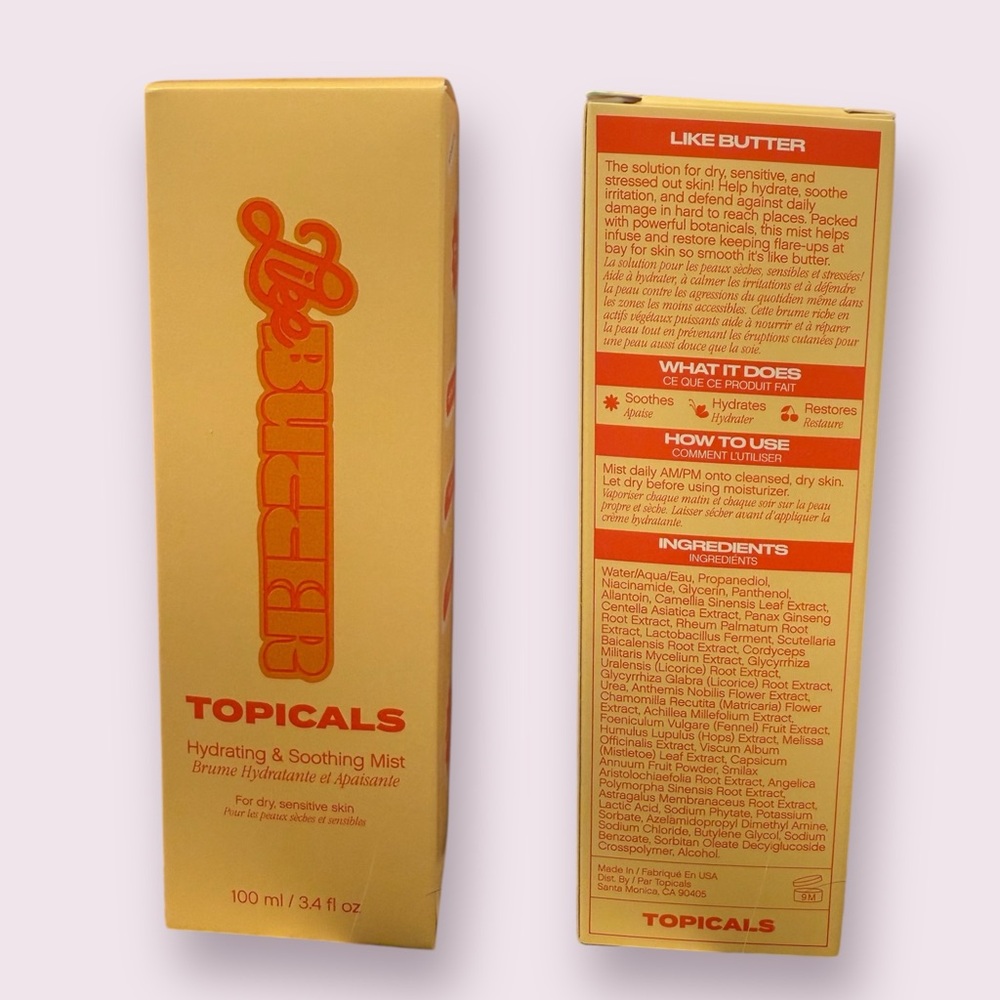 Like
BUTTER
TOPICALS
Hydrating & Soothing Mist
Brume Hydratante et Apaisante
For dry, sensitive skin
Pour les peaux sèches et sensibles
100 ml / 3.4 fl oz
LIKE BUTTER
The solution for dry, sensitive, and
stressed out skin! Help hydrate, soothe
irritation, and defend against daily
damage in hard to reach places. Packed
with powerful botanicals, this mist helps
infuse and restore keeping flare-ups at
bay for skin so smooth it's like butter.
La solution pour les peaux sèches, sensibles et stressées!
Aide à hydrater, à calmer les irritations et à défendre
la peau contre les agressions du quotidien même dans
les zones les moins accessibles. Cette brume riche en
actifs végétaux puissants aide à nourrir et à réparer
la peau tout en prévenant les éruptions cutanées pour
une peau aussi douce que la soie.
WHAT IT DOES
CE QUE CE PRODUIT FAIT
Soothes
Apaise
Hydrates
Hydrater
Restores
Restaure
HOW TO USE
COMMENT L'UTILISER
Mist daily AM/PM onto cleansed, dry skin.
Let dry before using moisturizer.
Vaporiser chaque matin et chaque soir sur la peau
propre et sèche. Laisser sécher avant d'appliquer la
crème hydratante.
INGREDIENTS
INGRÉDIENTS
Water/Aqua/Eau, Propanediol,
Niacinamide, Glycerin, Panthenol,
Allantoin, Camellia Sinensis Leaf Extract,
Centella Asiatica Extract, Panax Ginseng
Root Extract, Rheum Palmatum Root
Extract, Lactobacillus Ferment, Scutellaria
Baicalensis Root Extract, Cordyceps
Militaris Mycelium Extract, Glycyrrhiza
Uralensis (Licorice) Root Extract,
Glycyrrhiza Glabra (Licorice) Root Extract,
Urea, Anthemis Nobilis Flower Extract,
Chamomilla Recutita (Matricaria) Flower
Extract, Achillea Millefolium Extract,
Foeniculum Vulgare (Fennel) Fruit Extract,
Humulus Lupulus (Hops) Extract, Melissa
Officinalis Extract, Viscum Album
(Mistletoe) Leaf Extract, Capsicum
Annuum Fruit Powder, Smilax
Aristolochiaefolia Root Extract, Angelica
Polymorpha Sinensis Root Extract,
Astragalus Membranaceus Root Extract,
Lactic Acid, Sodium Phytate, Potassium
Sorbate, Azelamidopropyl Dimethyl Amine,
Sodium Chloride, Butylene Glycol, Sodium
Benzoate, Sorbitan Oleate Decylglucoside
Crosspolymer, Alcohol.
Made In / Fabriqué En USA
Dist. By / Par Topicals
Santa Monica, CA 90405
9M
TOPICALS